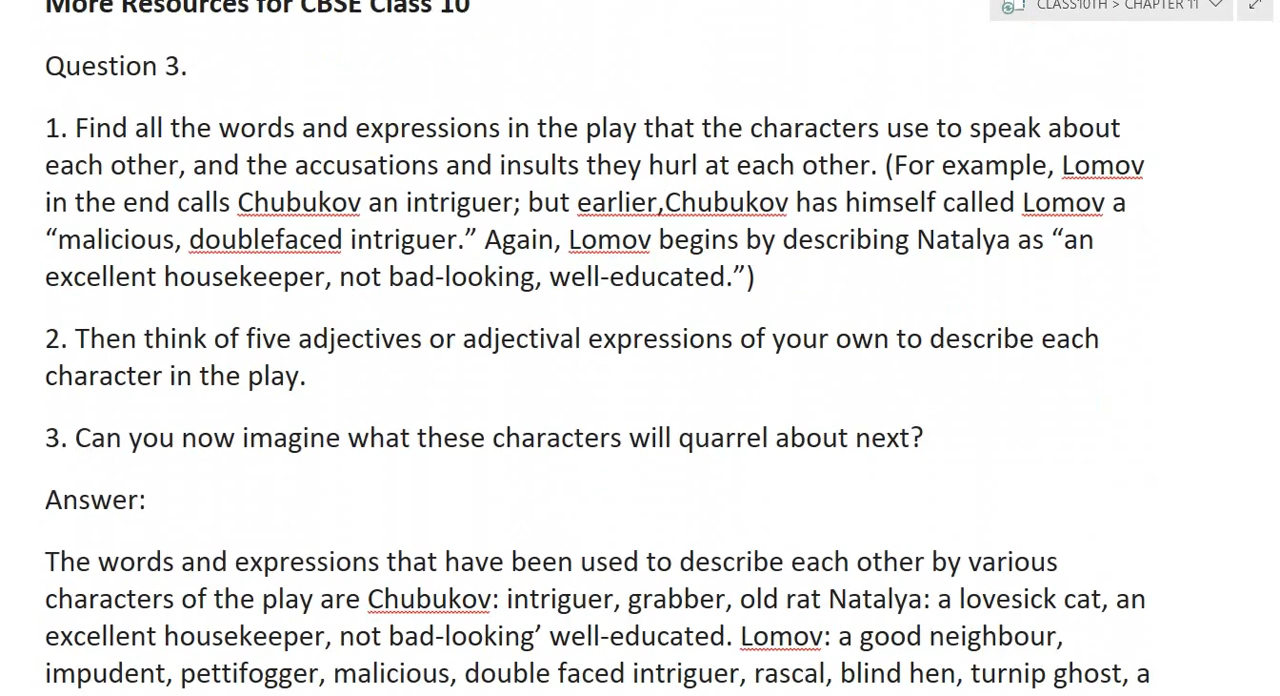 More Resources for CBSE Class 10
CLASS10TH > CHAPTER 11
Question 3.
1. Find all the words and expressions in the play that the characters use to speak about
each other, and the accusations and insults they hurl at each other. (For example, Lomov
in the end calls Chubukov an intriguer; but earlier,Chubukov has himself called Lomov a
“malicious, doublefaced intriguer.” Again, Lomov begins by describing Natalya as “an
excellent housekeeper, not bad-looking, well-educated.”)
2. Then think of five adjectives or adjectival expressions of your own to describe each
character in the play.
3. Can you now imagine what these characters will quarrel about next?
Answer:
The words and expressions that have been used to describe each other by various
characters of the play are Chubukov: intriguer, grabber, old rat Natalya: a lovesick cat, an
excellent housekeeper, not bad-looking’ well-educated. Lomov: a good neighbour,
impudent, pettifogger, malicious, double faced intriguer, rascal, blind hen, turnip ghost, a